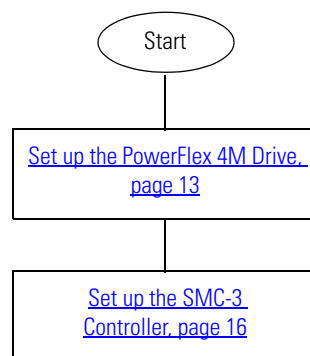 Start
Set up the PowerFlex 4M Drive,
page 13
Set up the SMC-3
Controller, page 16